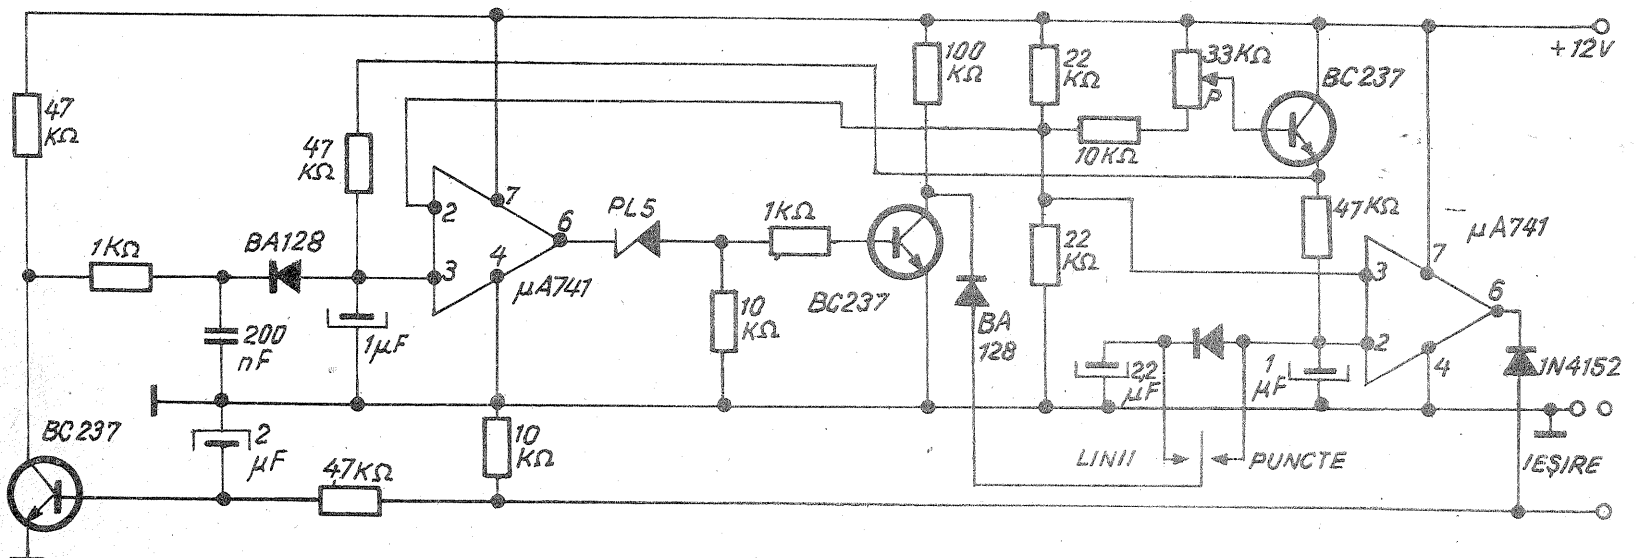 +12V
47
KΩ
47
KΩ
100
KΩ
22
KΩ
33KΩ
P
BC237
10KΩ
2
7
6
3
4
μA741
PL5
1KΩ
BC237
1KΩ
BA128
200
nF
1μF
10
KΩ
BA
128
22
KΩ
47KΩ
μA741
3
7
6
2
4
22
μF
1
μF
1N4152
BC237
2
μF
47KΩ
10
KΩ
LINII
PUNCTE
IEŞIRE